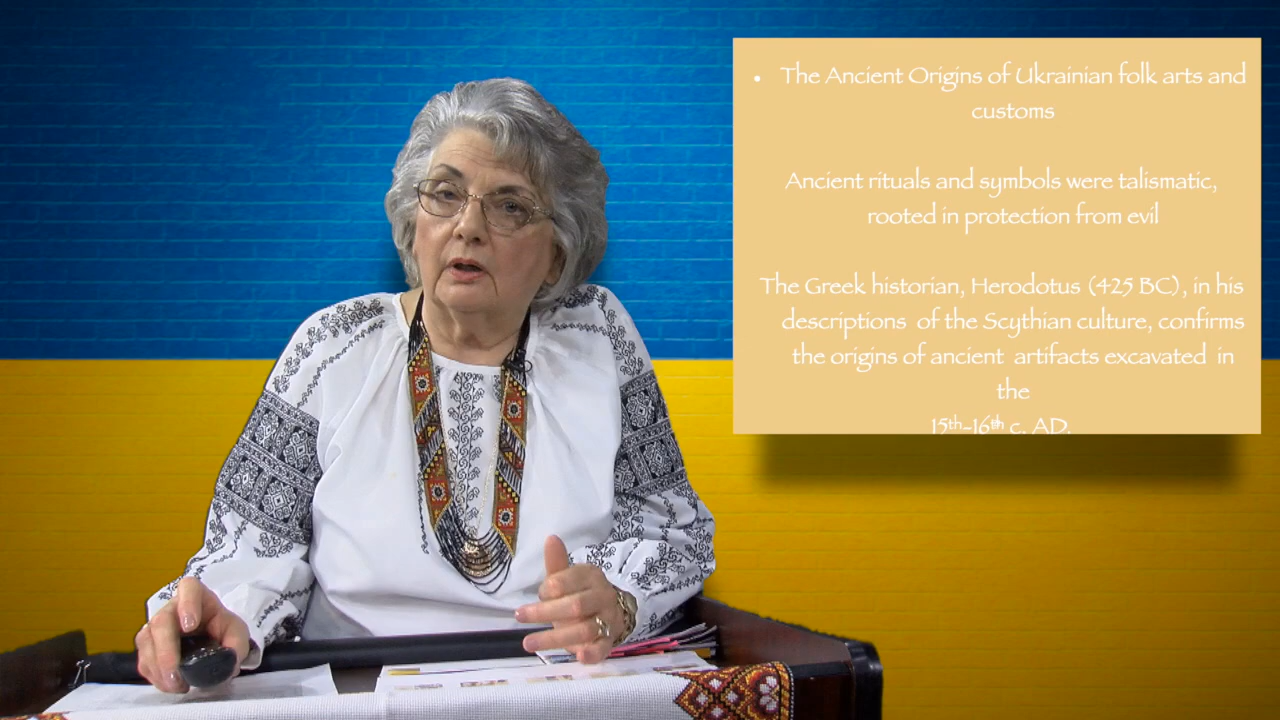 • The Ancient Origins of Ukrainian folk arts and
customs
Ancient rituals and symbols were talismatic,
rooted in protection from evil
The Greek historian, Herodotus (425 BC), in his
descriptions of the Scythian culture, confirms
the origins of ancient artifacts excavated in
the
15th-16th c. AD.